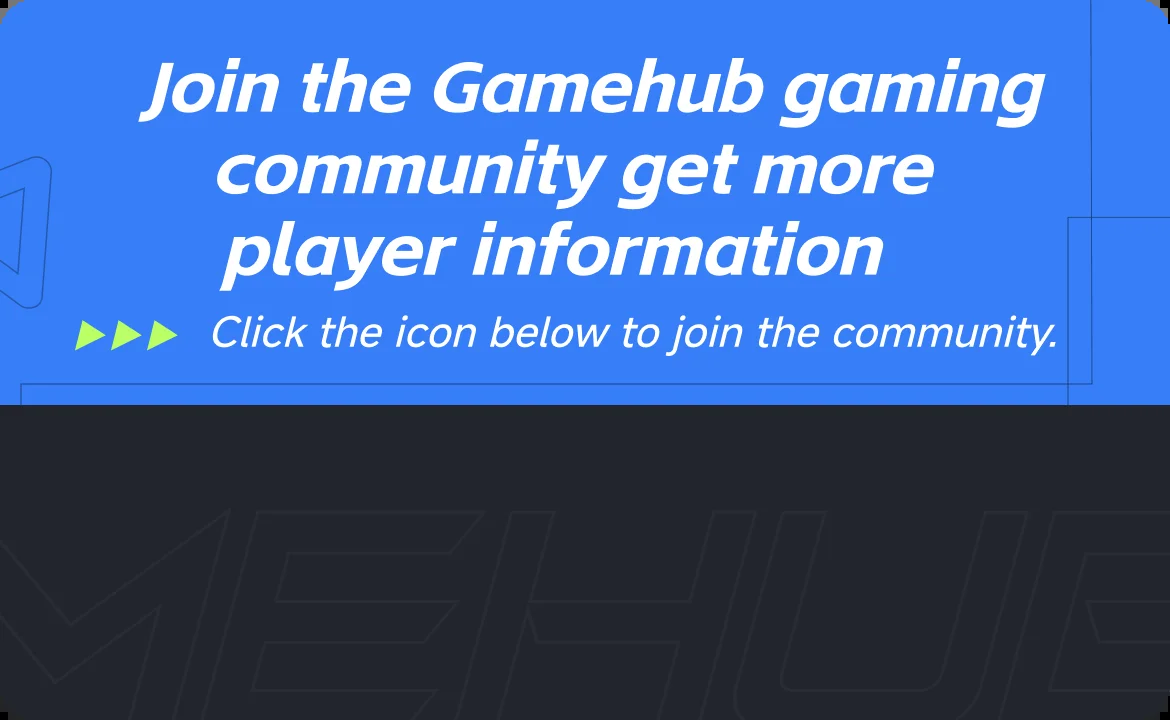 Join the Gamehub gaming
community get more
player information
Click the icon below to join the community.
MEHUB